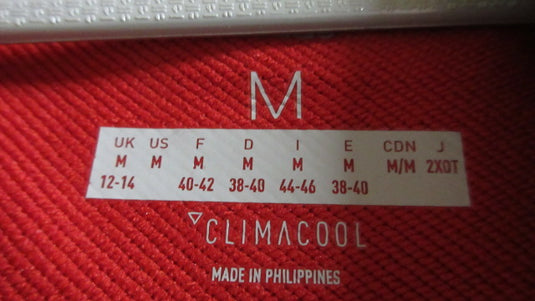 M
UK US F D I E CDN J
M M M M M M M/M 2XOT
12-14 40-42 38-40 44-46 38-40
CLIMACOOL
MADE IN PHILIPPINES